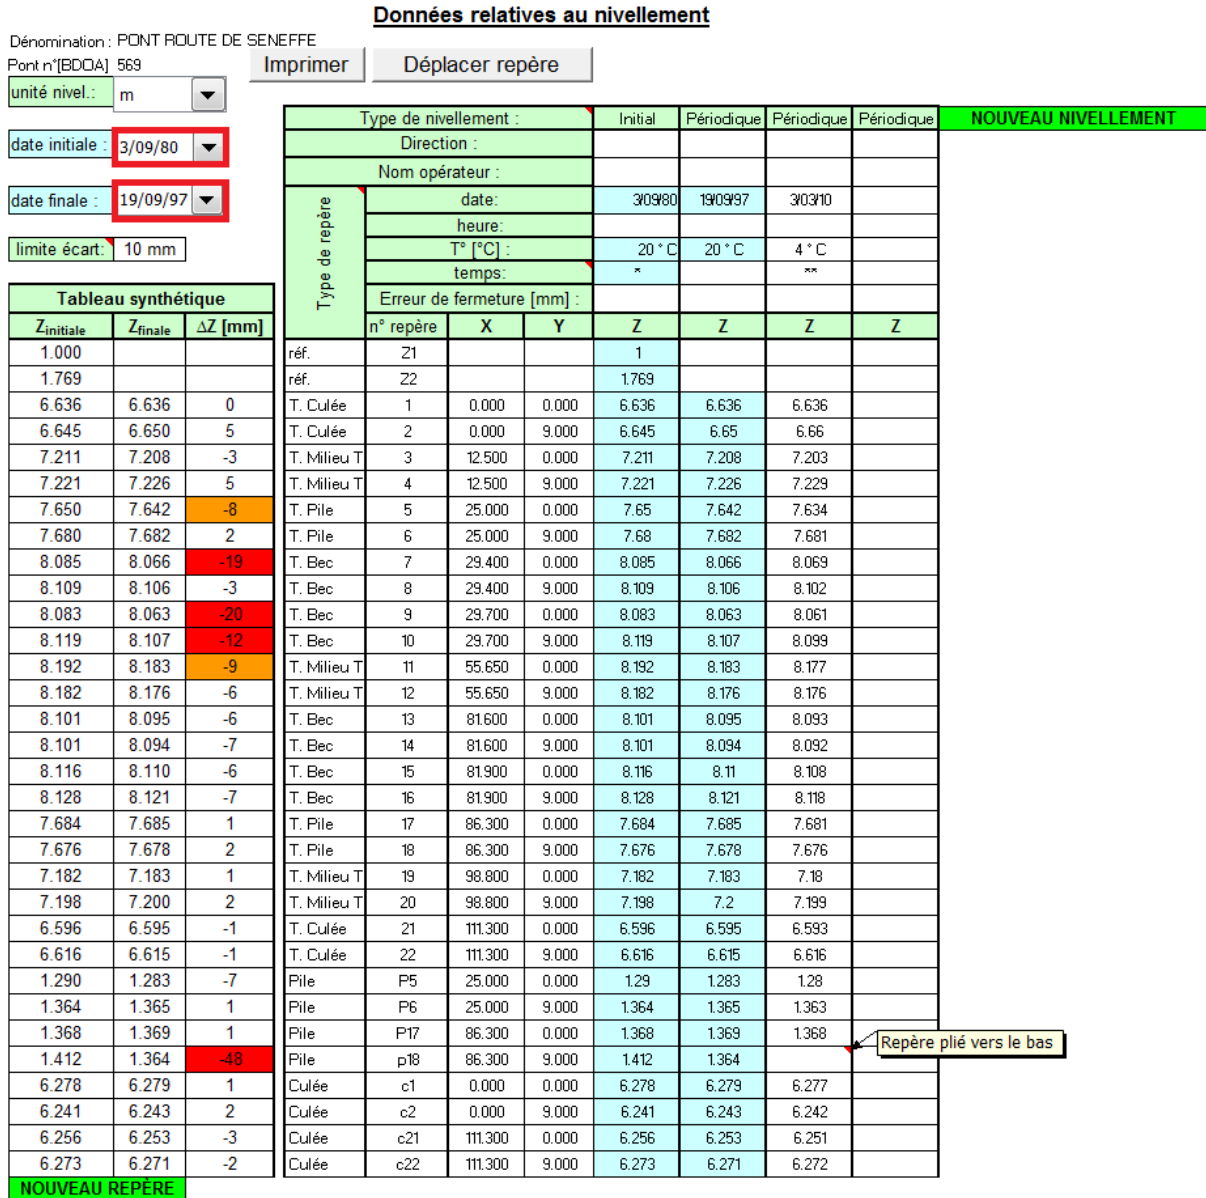 Données relatives au nivellement
Dénomination : PONT ROUTE DE SENEFFE
Pont n°[BDOA] 569
Imprimer Déplacer repère
unité nivel.: m
date initiale : 3/09/80
date finale : 19/09/97
limite écart: 10 mm
Type de nivellement : Initial Périodique Périodique Périodique NOUVEAU NIVELLEMENT
Direction :
Nom opérateur :
Type de repère
date: 3/09/80 19/09/97 3/03/10
heure:
T° [°C] : 20 ° C 20 ° C 4 ° C
temps: * **
Tableau synthétique Erreur de fermeture [mm] :
Zinitiale Zfinale ΔZ [mm] n° repère X Y Z Z Z Z
1.000 réf. Z1 1
1.769 réf. Z2 1.769
6.636 6.636 0 T. Culée 1 0.000 0.000 6.636 6.636 6.636
6.645 6.650 5 T. Culée 2 0.000 9.000 6.645 6.65 6.66
7.211 7.208 -3 T. Milieu T 3 12.500 0.000 7.211 7.208 7.203
7.221 7.226 5 T. Milieu T 4 12.500 9.000 7.221 7.226 7.229
7.650 7.642 -8 T. Pile 5 25.000 0.000 7.65 7.642 7.634
7.680 7.682 2 T. Pile 6 25.000 9.000 7.68 7.682 7.681
8.085 8.066 -19 T. Bec 7 29.400 0.000 8.085 8.066 8.069
8.109 8.106 -3 T. Bec 8 29.400 9.000 8.109 8.106 8.102
8.083 8.063 -20 T. Bec 9 29.700 0.000 8.083 8.063 8.061
8.119 8.107 -12 T. Bec 10 29.700 9.000 8.119 8.107 8.099
8.192 8.183 -9 T. Milieu T 11 55.650 0.000 8.192 8.183 8.177
8.182 8.176 -6 T. Milieu T 12 55.650 9.000 8.182 8.176 8.176
8.101 8.095 -6 T. Bec 13 81.600 0.000 8.101 8.095 8.093
8.101 8.094 -7 T. Bec 14 81.600 9.000 8.101 8.094 8.092
8.116 8.110 -6 T. Bec 15 81.900 0.000 8.116 8.11 8.108
8.128 8.121 -7 T. Bec 16 81.900 9.000 8.128 8.121 8.118
7.684 7.685 1 T. Pile 17 86.300 0.000 7.684 7.685 7.681
7.676 7.678 2 T. Pile 18 86.300 9.000 7.676 7.678 7.676
7.182 7.183 1 T. Milieu T 19 98.800 0.000 7.182 7.183 7.18
7.198 7.200 2 T. Milieu T 20 98.800 9.000 7.198 7.2 7.199
6.596 6.595 -1 T. Culée 21 111.300 0.000 6.596 6.595 6.593
6.616 6.615 -1 T. Culée 22 111.300 9.000 6.616 6.615 6.616
1.290 1.283 -7 Pile P5 25.000 0.000 1.29 1.283 1.28
1.364 1.365 1 Pile P6 25.000 9.000 1.364 1.365 1.363
1.368 1.369 1 Pile P17 86.300 0.000 1.368 1.369 1.368
Repère plié vers le bas
1.412 1.364 -48 Pile p18 86.300 9.000 1.412 1.364
6.278 6.279 1 Culée c1 0.000 0.000 6.278 6.279 6.277
6.241 6.243 2 Culée c2 0.000 9.000 6.241 6.243 6.242
6.256 6.253 -3 Culée c21 111.300 0.000 6.256 6.253 6.251
6.273 6.271 -2 Culée c22 111.300 9.000 6.273 6.271 6.272
NOUVEAU REPÈRE